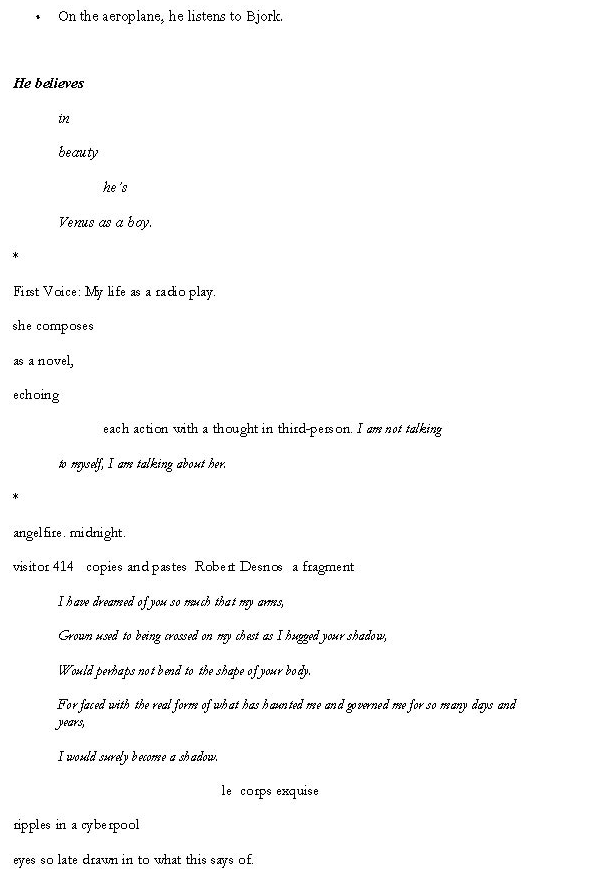 • On the aeroplane, he listens to Bjork.
He believes
in
beauty
he's
Venus as a boy.
*
First Voice: My life as a radio play.
she composes
as a novel,
echoing
each action with a thought in third-person. I am not talking
to myself, I am talking about her.
*
angelfire. midnight.
visitor 414 copies and pastes Robert Desnos a fragment
I have dreamed of you so much that my arms,
Grown used to being crossed on my chest as I hugged your shadow,
Would perhaps not bend to the shape of your body.
For faced with the real form of what has haunted me and governed me for so many days and
years,
I would surely become a shadow.
le corps exquise
ripples in a cyberpool
eyes so late drawn in to what this says of.